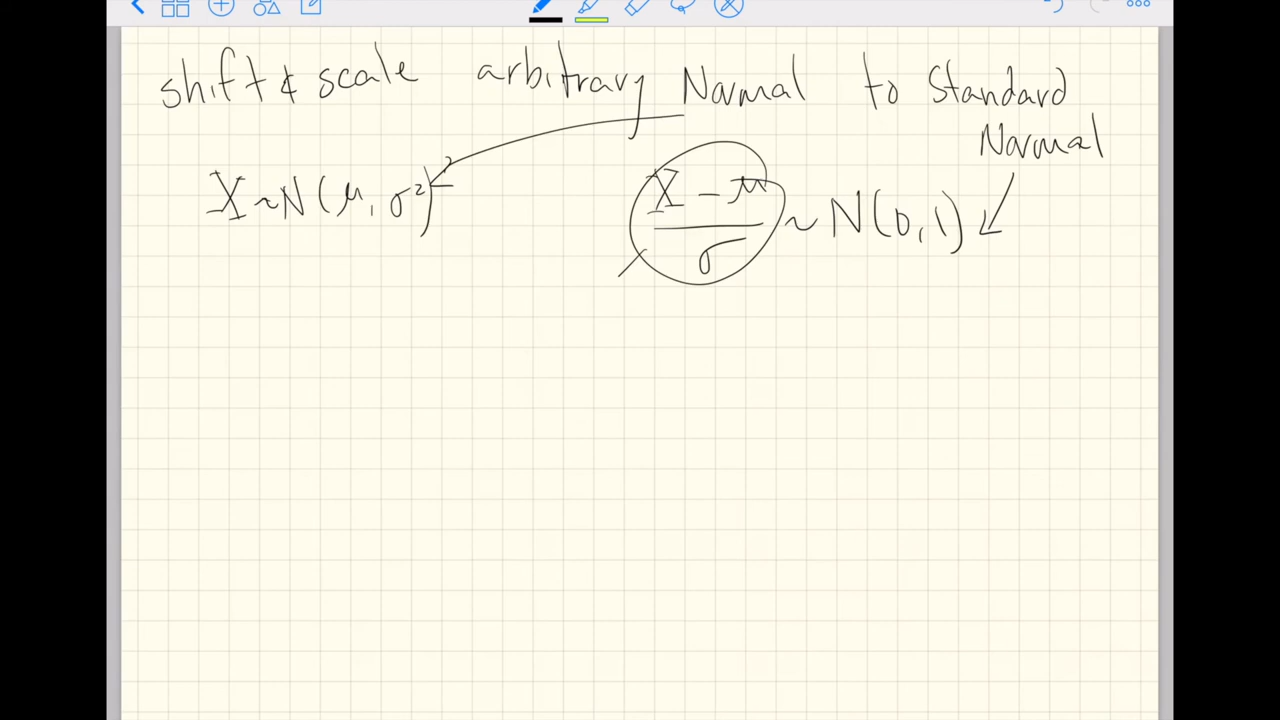 shift & scale arbitrary Normal to Standard
Normal
X ~ N(μ, σ²) (X - μ)/σ ~ N(0,1)